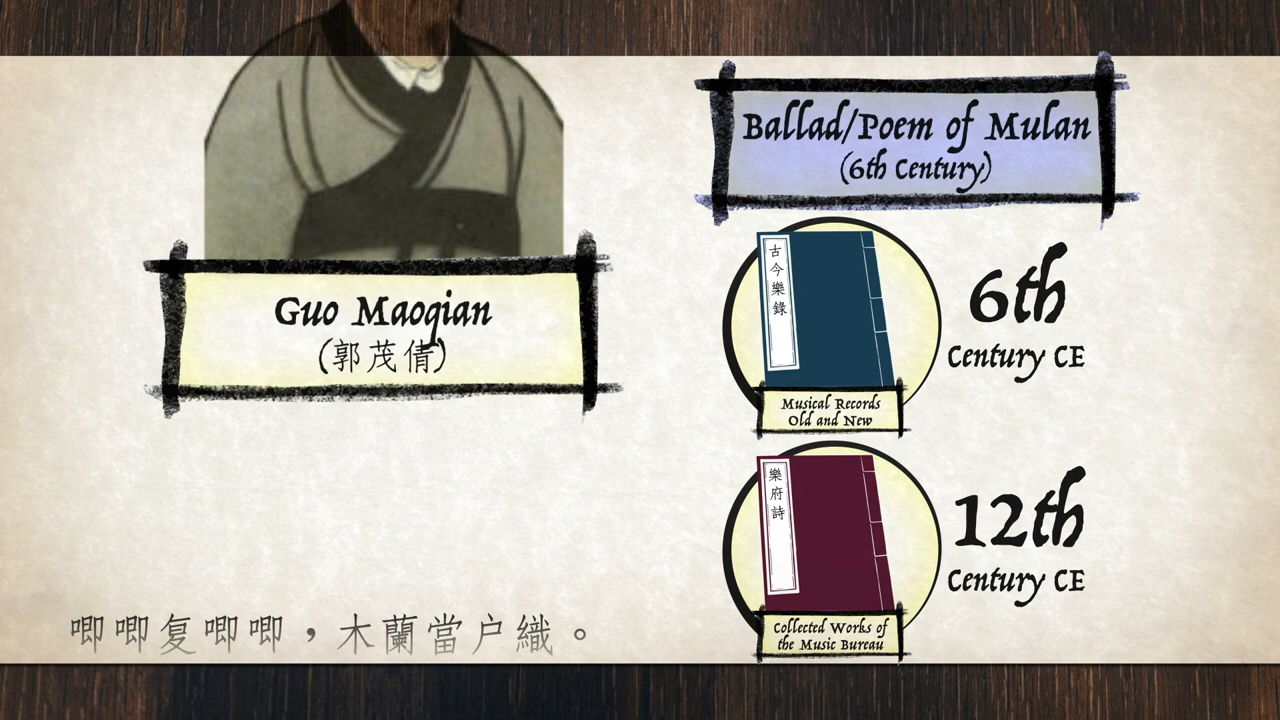 Guo Maoqian
(郭茂倩)
唧唧复唧唧，木蘭當户織。
Ballad/Poem of Mulan
(6th Century)
古今樂錄
Musical Records
Old and New
6th
Century CE
樂府詩
Collected Works of
the Music Bureau
12th
Century CE